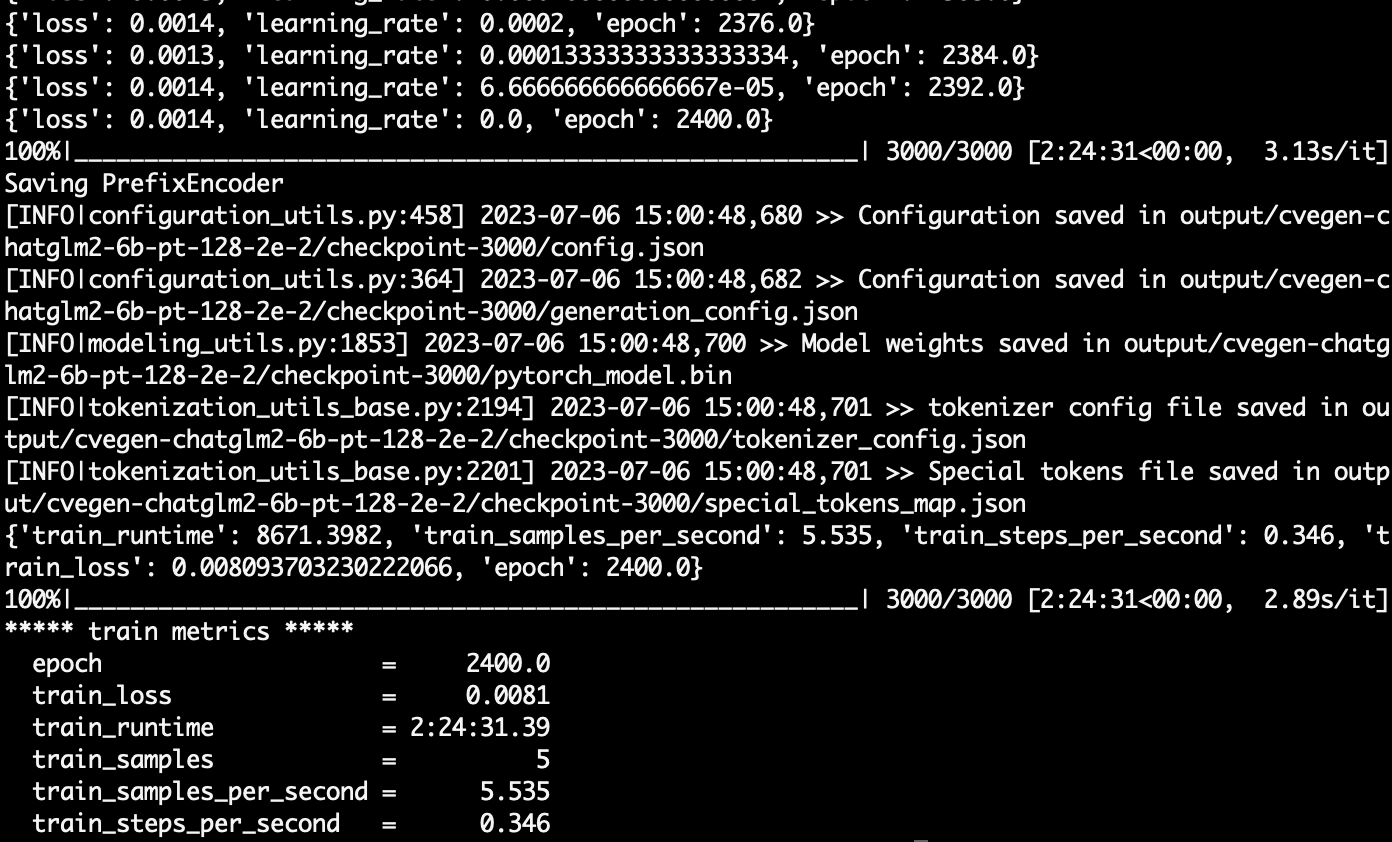 {'loss': 0.0014, 'learning_rate': 0.0002, 'epoch': 2376.0}
{'loss': 0.0013, 'learning_rate': 0.00013333333333333334, 'epoch': 2384.0}
{'loss': 0.0014, 'learning_rate': 6.666666666666667e-05, 'epoch': 2392.0}
{'loss': 0.0014, 'learning_rate': 0.0, 'epoch': 2400.0}
100%|________________________________________________________| 3000/3000 [2:24:31<00:00,  3.13s/it]
Saving PrefixEncoder
[INFO|configuration_utils.py:458] 2023-07-06 15:00:48,680 >> Configuration saved in output/cvegen-c
hatglm2-6b-pt-128-2e-2/checkpoint-3000/config.json
[INFO|configuration_utils.py:364] 2023-07-06 15:00:48,682 >> Configuration saved in output/cvegen-c
hatglm2-6b-pt-128-2e-2/checkpoint-3000/generation_config.json
[INFO|modeling_utils.py:1853] 2023-07-06 15:00:48,700 >> Model weights saved in output/cvegen-chatg
lm2-6b-pt-128-2e-2/checkpoint-3000/pytorch_model.bin
[INFO|tokenization_utils_base.py:2194] 2023-07-06 15:00:48,701 >> tokenizer config file saved in ou
tput/cvegen-chatglm2-6b-pt-128-2e-2/checkpoint-3000/tokenizer_config.json
[INFO|tokenization_utils_base.py:2201] 2023-07-06 15:00:48,701 >> Special tokens file saved in outp
ut/cvegen-chatglm2-6b-pt-128-2e-2/checkpoint-3000/special_tokens_map.json
{'train_runtime': 8671.3982, 'train_samples_per_second': 5.535, 'train_steps_per_second': 0.346, 't
rain_loss': 0.008093703230222066, 'epoch': 2400.0}
100%|________________________________________________________| 3000/3000 [2:24:31<00:00,  2.89s/it]
***** train metrics *****
  epoch                    =     2400.0
  train_loss               =     0.0081
  train_runtime            = 2:24:31.39
  train_samples            =          5
  train_samples_per_second =      5.535
  train_steps_per_second   =      0.346